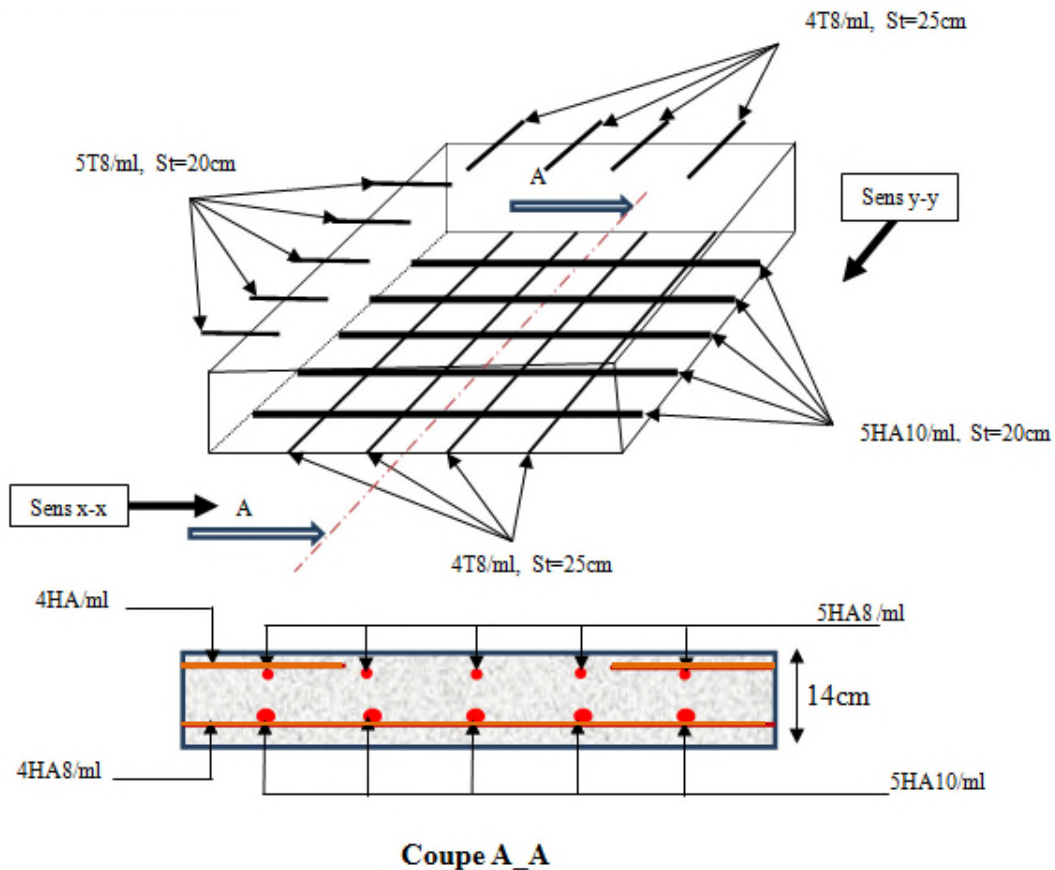 4T8/ml, St=25cm
5T8/ml, St=20cm
A
Sens y-y
5HA10/ml, St=20cm
Sens x-x
A
4T8/ml, St=25cm
4HA/ml
5HA8 /ml
14cm
4HA8/ml
5HA10/ml
Coupe A_A